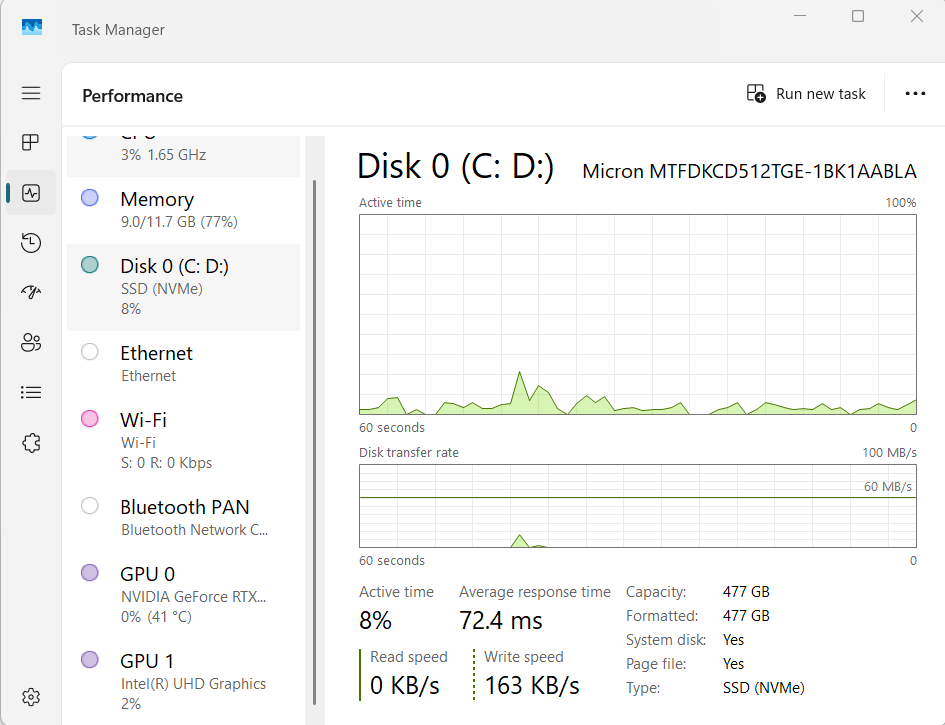 Task Manager
Performance
Run new task
CPU
3% 1.65 GHz
Memory
9.0/11.7 GB (77%)
Disk 0 (C: D:)
SSD (NVMe)
8%
Ethernet
Ethernet
Wi-Fi
Wi-Fi
S: 0 R: 0 Kbps
Bluetooth PAN
Bluetooth Network C...
GPU 0
NVIDIA GeForce RTX...
0% (41 °C)
GPU 1
Intel(R) UHD Graphics
2%
Disk 0 (C: D:) Micron MTFDKCD512TGE-1BK1AABLA
Active time 100%
60 seconds 0
Disk transfer rate 100 MB/s
60 MB/s
60 seconds 0
Active time Average response time
8% 72.4 ms
Read speed Write speed
0 KB/s 163 KB/s
Capacity: 477 GB
Formatted: 477 GB
System disk: Yes
Page file: Yes
Type: SSD (NVMe)